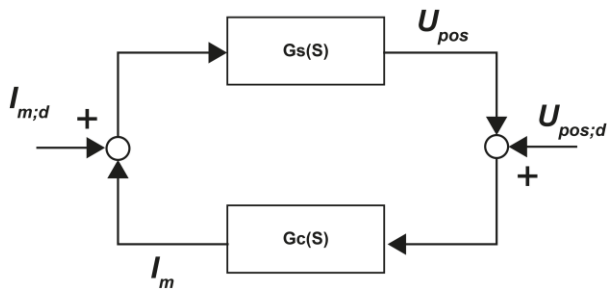 Gs(S)
U_pos
I_m;d
+
U_pos;d
+
Gc(S)
I_m